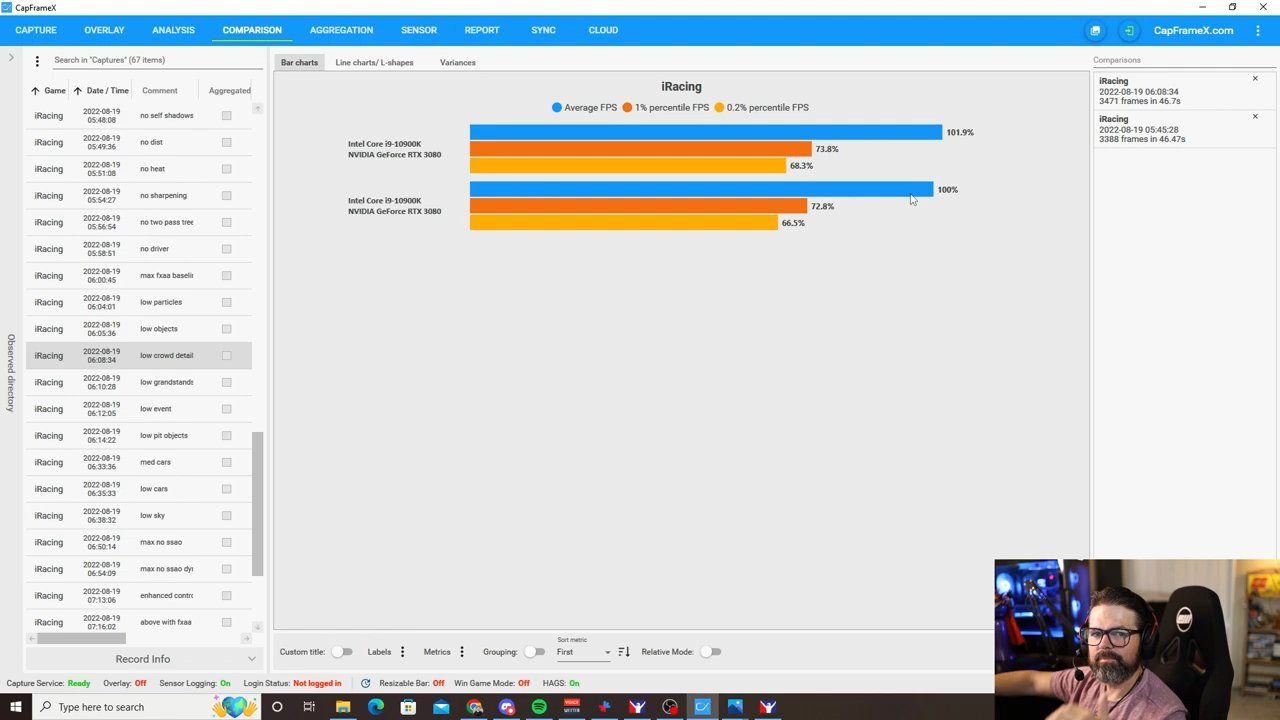 CapFrameX
CAPTURE OVERLAY ANALYSIS COMPARISON AGGREGATION SENSOR REPORT SYNC CLOUD CapFrameX.com
Search in "Captures" (67 items)
Game Date / Time Comment Aggregated
iRacing 2022-08-19 05:48:08 no self shadows
iRacing 2022-08-19 05:49:36 no dist
iRacing 2022-08-19 05:51:08 no heat
iRacing 2022-08-19 05:54:27 no sharpening
iRacing 2022-08-19 05:56:54 no two pass tree
iRacing 2022-08-19 05:58:51 no driver
iRacing 2022-08-19 06:00:45 max fxaa baseli
iRacing 2022-08-19 06:04:01 low particles
iRacing 2022-08-19 06:05:36 low objects
iRacing 2022-08-19 06:08:34 low crowd detail
iRacing 2022-08-19 06:10:28 low grandstands
iRacing 2022-08-19 06:12:05 low event
iRacing 2022-08-19 06:14:22 low pit objects
iRacing 2022-08-19 06:33:36 med cars
iRacing 2022-08-19 06:35:33 low cars
iRacing 2022-08-19 06:38:32 low sky
iRacing 2022-08-19 06:50:14 max no ssao
iRacing 2022-08-19 06:54:09 max no ssao dyn
iRacing 2022-08-19 07:13:06 enhanced contro
iRacing 2022-08-19 07:16:02 above with fxaa
Record Info
Observed directory
Bar charts Line charts/ L-shapes Variances
iRacing
Average FPS 1% percentile FPS 0.2% percentile FPS
Intel Core i9-10900K
NVIDIA GeForce RTX 3080
101.9%
73.8%
68.3%
Intel Core i9-10900K
NVIDIA GeForce RTX 3080
100%
72.8%
66.5%
Comparisons
iRacing
2022-08-19 06:08:34
3471 frames in 46.7s
iRacing
2022-08-19 05:45:28
3388 frames in 46.47s
Custom title: Labels Metrics Grouping: Sort metric First Relative Mode:
Capture Service: Ready Overlay: Off Sensor Logging: On Login Status: Not logged in Resizable Bar: Off Win Game Mode: Off HAGS: On
Type here to search